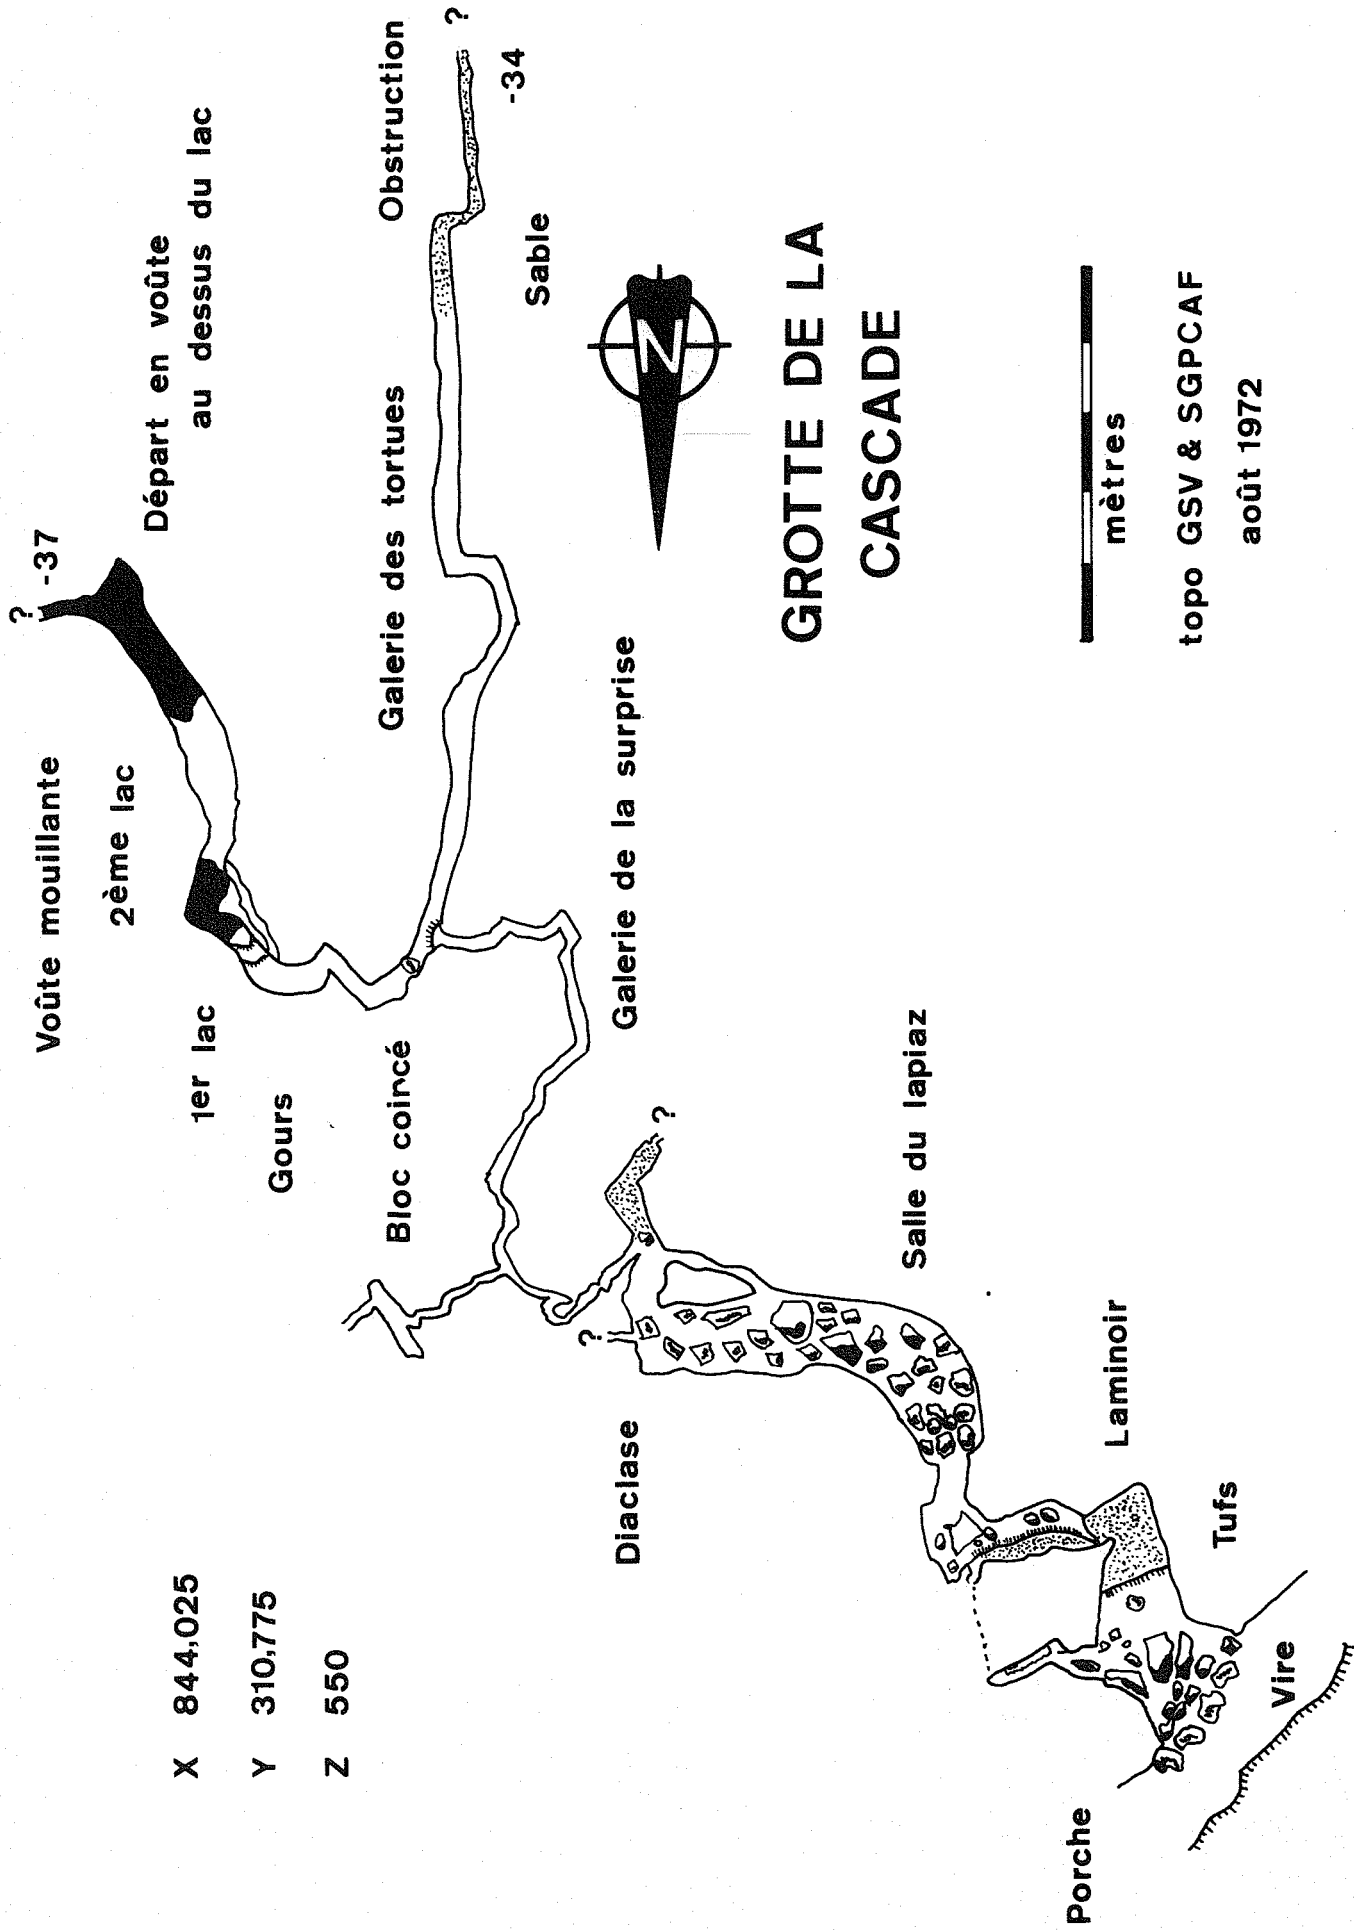 X 844,025
Y 310,775
Z 550
Voûte mouillante
? -37
2ème lac
Départ en voûte
au dessus du lac
1er lac
Gours
Bloc coincé
Galerie des tortues
Obstruction
?
-34
Sable
Diaclase
?
?
Galerie de la surprise
N
GROTTE DE LA
CASCADE
Salle du lapiaz
Porche
Vire
Tufs
Laminoir
mètres
topo GSV & SGPCAF
août 1972